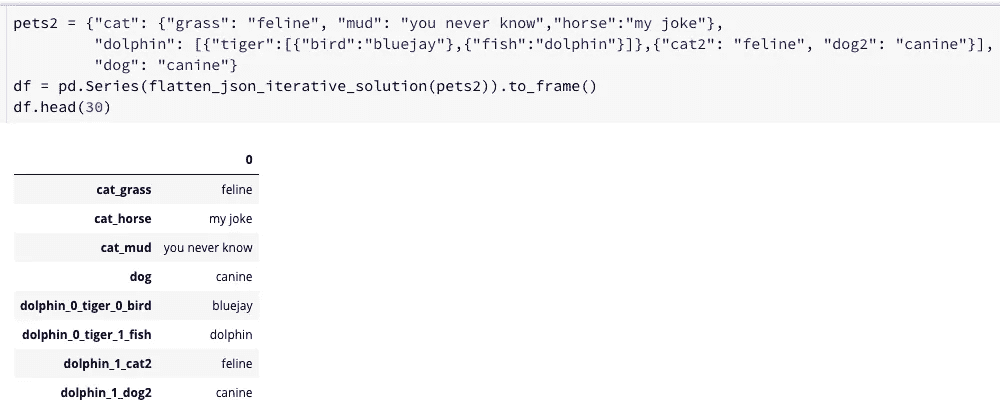 pets2 = {"cat": {"grass": "feline", "mud": "you never know","horse":"my joke"},
"dolphin": [{"tiger":[{"bird":"bluejay"},{"fish":"dolphin"}]},{"cat2": "feline", "dog2": "canine"}],
"dog": "canine"}
df = pd.Series(flatten_json_iterative_solution(pets2)).to_frame()
df.head(30)
0
cat_grass feline
cat_horse my joke
cat_mud you never know
dog canine
dolphin_0_tiger_0_bird bluejay
dolphin_0_tiger_1_fish dolphin
dolphin_1_cat2 feline
dolphin_1_dog2 canine